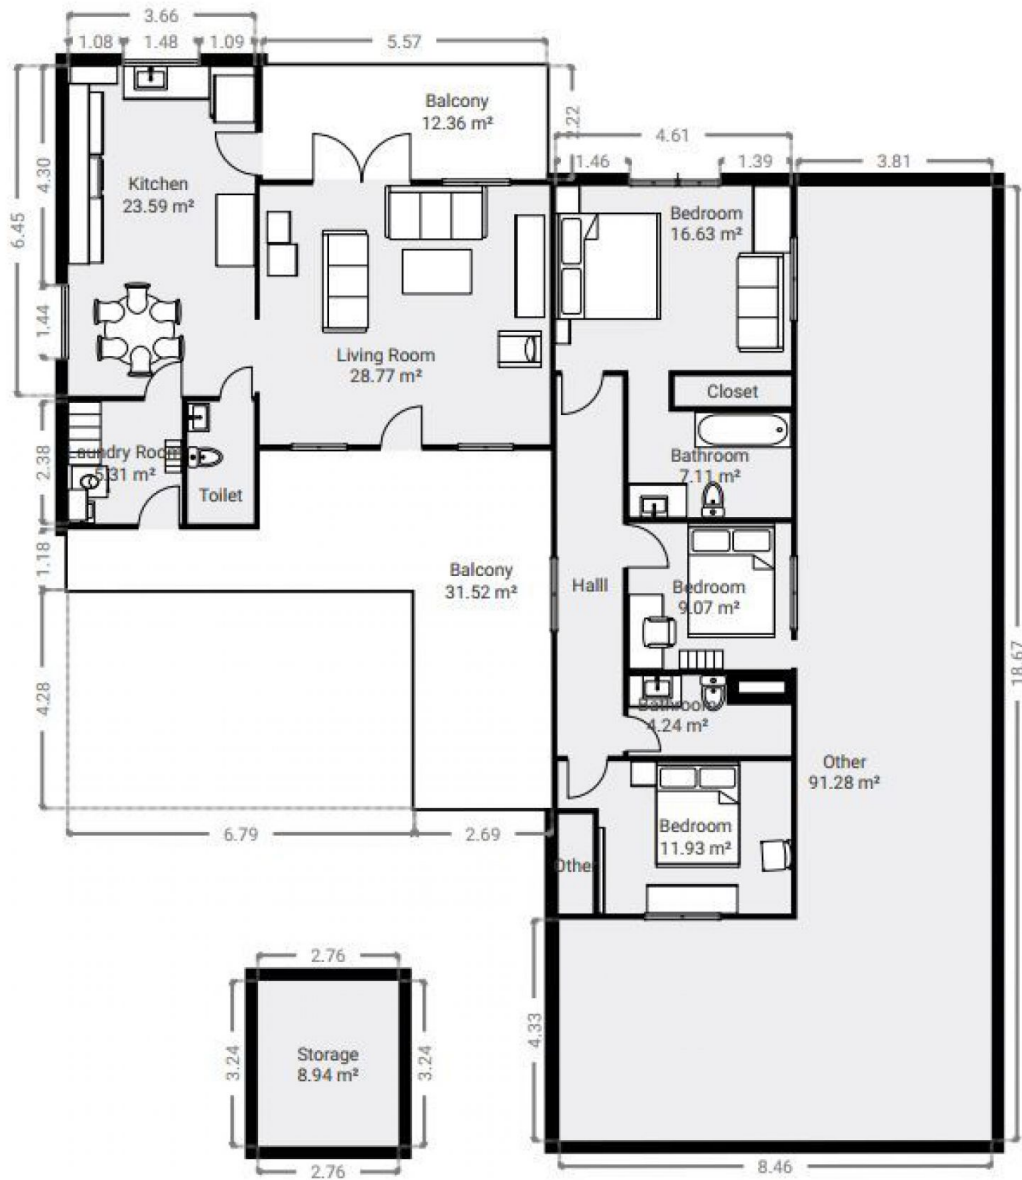 3.66
1.08 1.48 1.09
5.57
Balcony
12.36 m²
2.22
4.61
1.46
1.39
3.81
4.30
6.45
Kitchen
23.59 m²
Bedroom
16.63 m²
1.44
Living Room
28.77 m²
Closet
2.38
Laundry Room
5.31 m²
Toilet
Bathroom
7.11 m²
1.18
Balcony
31.52 m²
Halll
Bedroom
9.07 m²
18.67
4.28
Bathroom
4.24 m²
Other
91.28 m²
6.79
2.69
Bedroom
11.93 m²
Other
2.76
4.33
3.24
Storage
8.94 m²
3.24
2.76
8.46